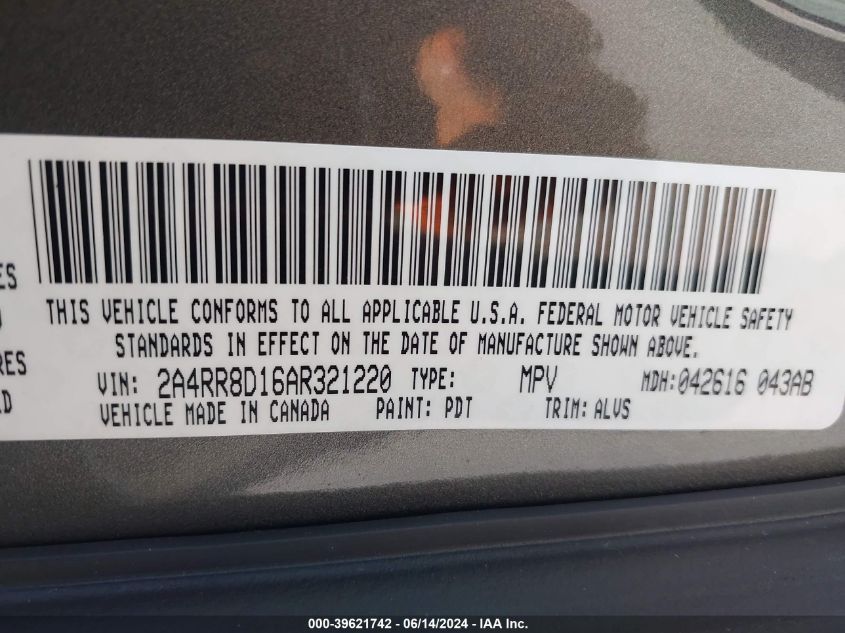 ES
RES
D
THIS VEHICLE CONFORMS TO ALL APPLICABLE U.S.A. FEDERAL MOTOR VEHICLE SAFETY
STANDARDS IN EFFECT ON THE DATE OF MANUFACTURE SHOWN ABOVE.
VIN: 2A4RR8D16AR321220 TYPE: MPV MDH:042616 043AB
VEHICLE MADE IN CANADA PAINT: PDT TRIM: ALVS
000-39621742 - 06/14/2024 - IAA Inc.